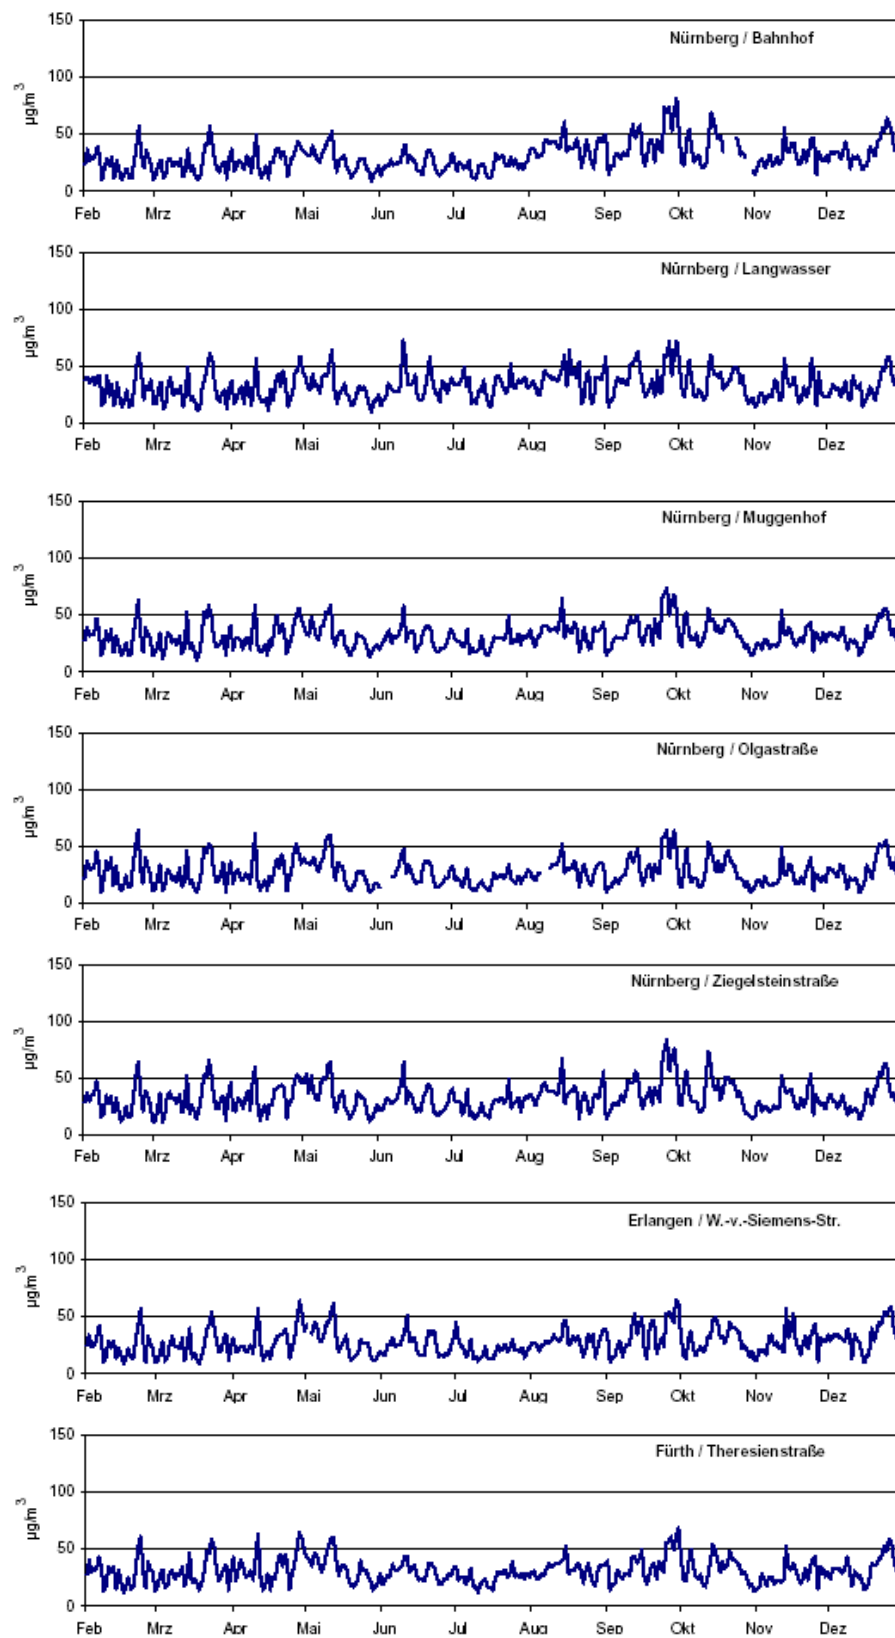 150
Nürnberg / Bahnhof
100
µg/m³
50
0
Feb Mrz Apr Mai Jun Jul Aug Sep Okt Nov Dez
150
Nürnberg / Langwasser
100
µg/m³
50
0
Feb Mrz Apr Mai Jun Jul Aug Sep Okt Nov Dez
150
Nürnberg / Muggenhof
100
µg/m³
50
0
Feb Mrz Apr Mai Jun Jul Aug Sep Okt Nov Dez
150
Nürnberg / Olgastraße
100
µg/m³
50
0
Feb Mrz Apr Mai Jun Jul Aug Sep Okt Nov Dez
150
Nürnberg / Ziegelsteinstraße
100
µg/m³
50
0
Feb Mrz Apr Mai Jun Jul Aug Sep Okt Nov Dez
150
Erlangen / W.-v.-Siemens-Str.
100
µg/m³
50
0
Feb Mrz Apr Mai Jun Jul Aug Sep Okt Nov Dez
150
Fürth / Theresienstraße
100
µg/m³
50
0
Feb Mrz Apr Mai Jun Jul Aug Sep Okt Nov Dez